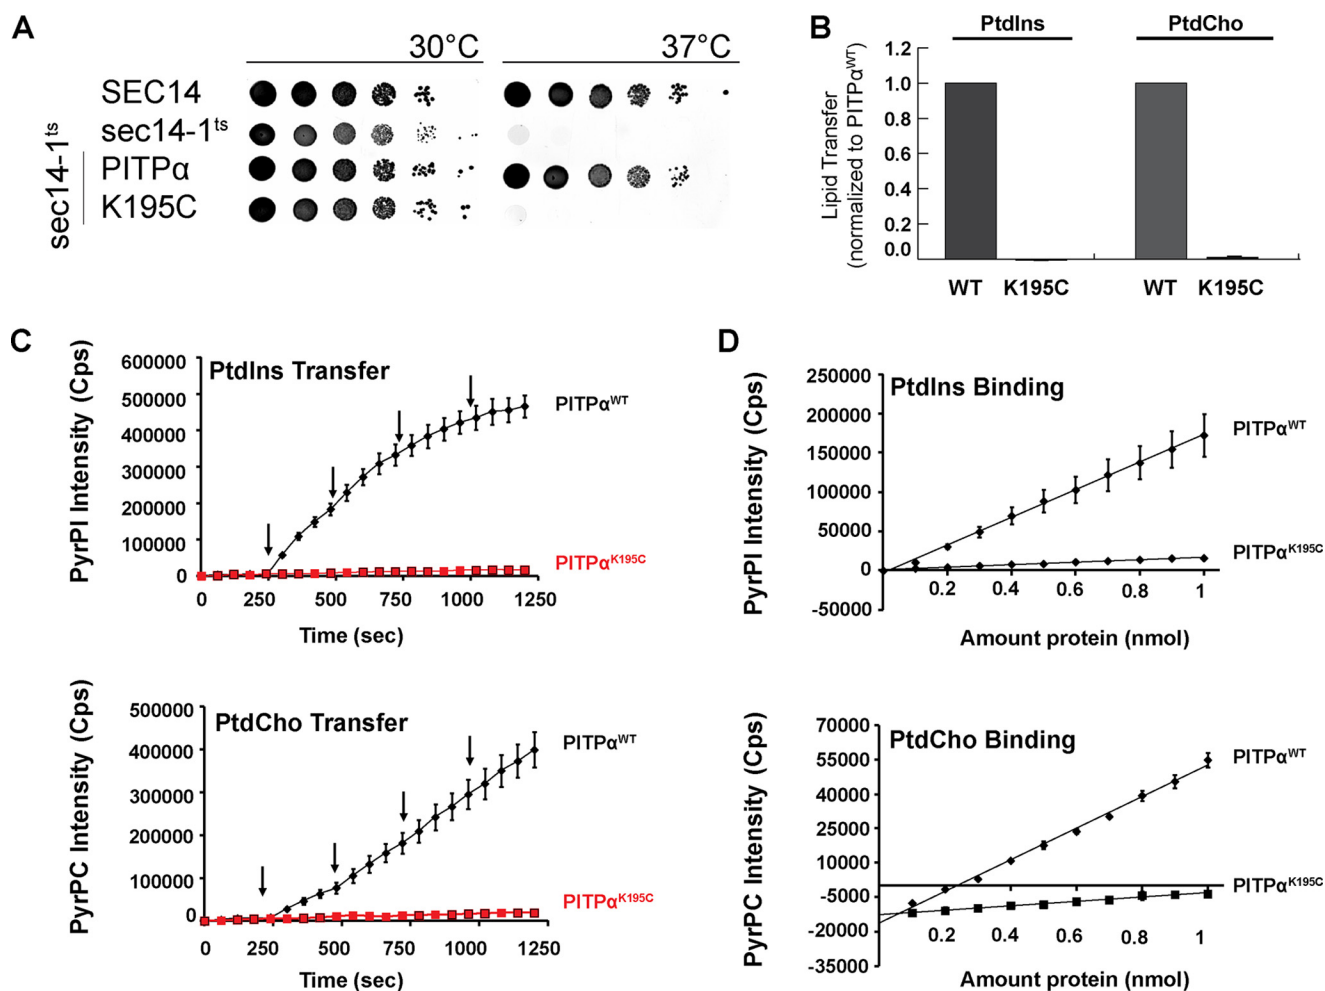 A
30°C 37°C
SEC14
sec14-1ts
PITPα
K195C
sec14-1ts
B
PtdIns PtdCho
Lipid Transfer
(normalized to PITPαWT)
1.2
1.0
0.8
0.6
0.4
0.2
0.0
WT K195C WT K195C
C
PtdIns Transfer
PyrPI Intensity (Cps)
600000
500000
400000
300000
200000
100000
0
PITPαWT
PITPαK195C
0 250 500 750 1000 1250
Time (sec)
PtdCho Transfer
PyrPC Intensity (Cps)
500000
400000
300000
200000
100000
0
PITPαWT
PITPαK195C
0 250 500 750 1000 1250
Time (sec)
D
PtdIns Binding
PyrPI Intensity (Cps)
250000
200000
150000
100000
50000
0
-50000
PITPαWT
PITPαK195C
0.2 0.4 0.6 0.8 1
Amount protein (nmol)
PtdCho Binding
PyrPC Intensity (Cps)
70000
55000
40000
25000
10000
-5000
-20000
-35000
PITPαWT
PITPαK195C
0.2 0.4 0.6 0.8 1
Amount protein (nmol)